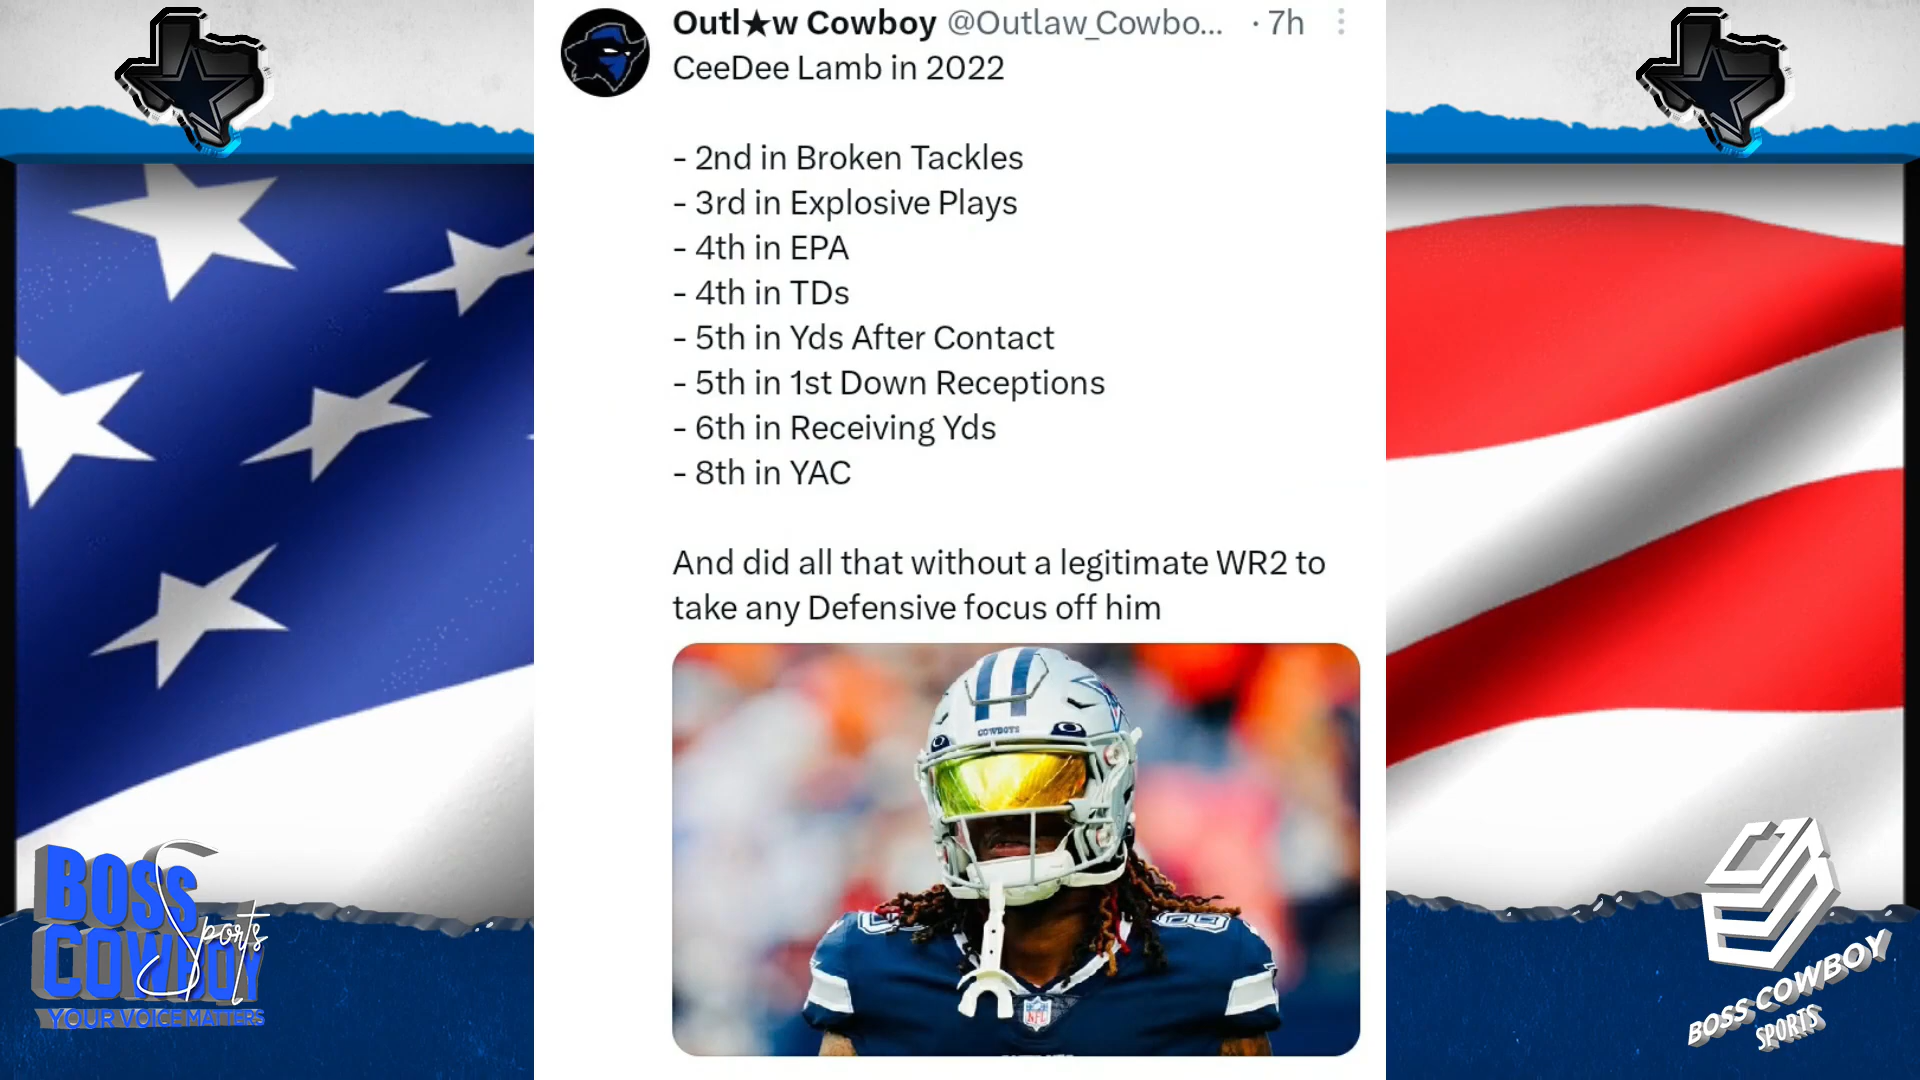 Outl★w Cowboy @Outlaw_Cowbo... · 7h
CeeDee Lamb in 2022
- 2nd in Broken Tackles
- 3rd in Explosive Plays
- 4th in EPA
- 4th in TDs
- 5th in Yds After Contact
- 5th in 1st Down Receptions
- 6th in Receiving Yds
- 8th in YAC
And did all that without a legitimate WR2 to
take any Defensive focus off him
COWBOYS
NFL
BOSS
COWBOY
Sports
YOUR VOICE MATTERS
BOSS COWBOY
SPORTS